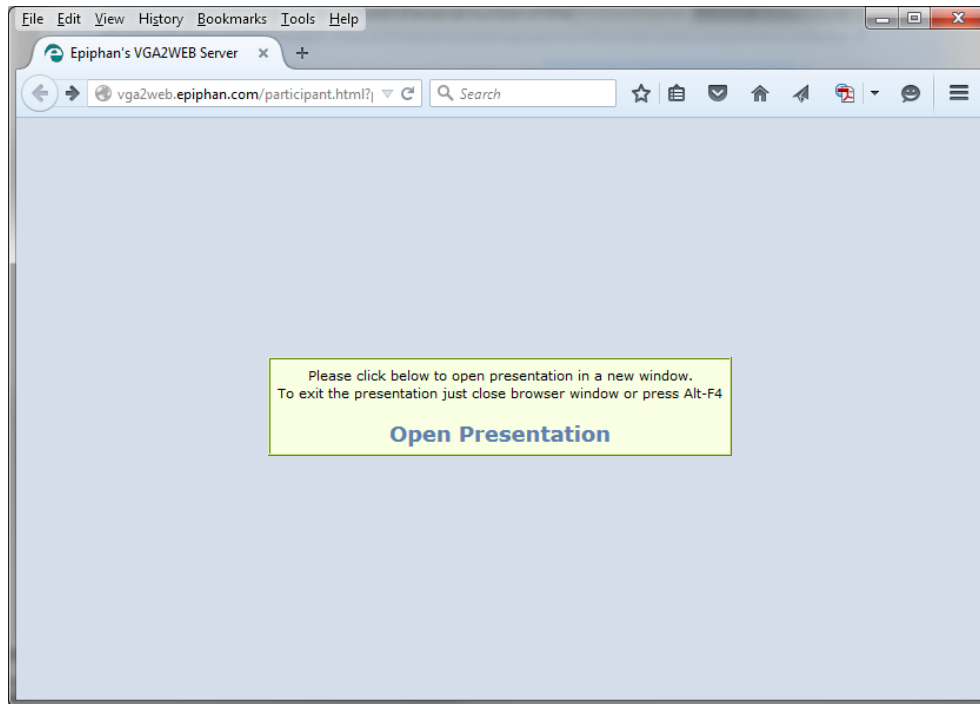 File Edit View History Bookmarks Tools Help
Epiphan's VGA2WEB Server
vga2web.epiphan.com/participant.html?
Search
Please click below to open presentation in a new window.
To exit the presentation just close browser window or press Alt-F4
Open Presentation